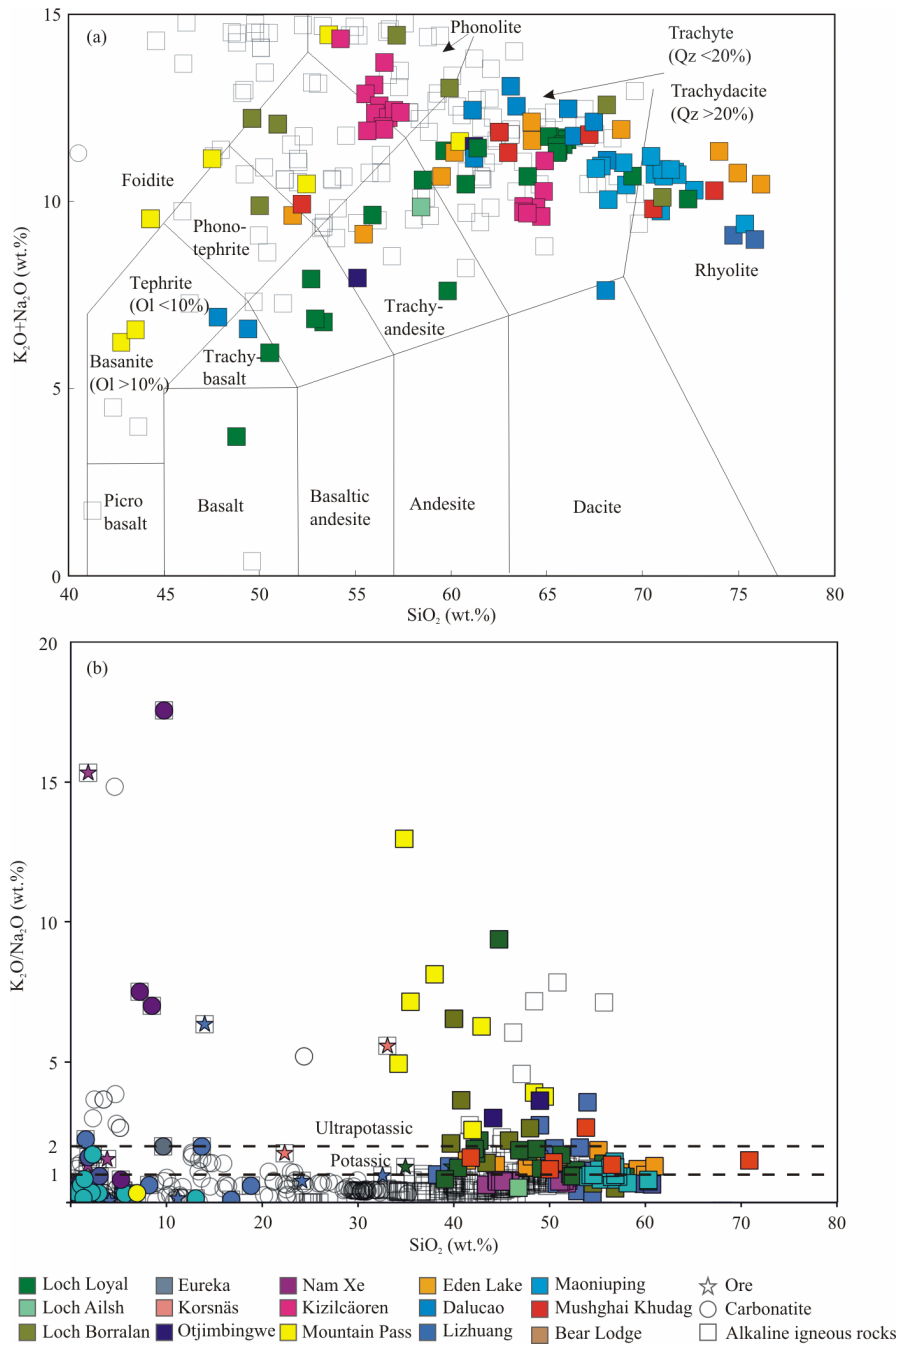 (a)
15
10
5
0
K₂O+Na₂O (wt.%)
Phonolite
Trachyte
(Qz <20%)
Trachydacite
(Qz >20%)
Foidite
Phono-
tephrite
Tephrite
(Ol <10%)
Basanite
(Ol >10%)
Trachy-
basalt
Trachy-
andesite
Rhyolite
Picro
basalt
Basalt
Basaltic
andesite
Andesite
Dacite
40 45 50 55 60 65 70 75 80
SiO₂ (wt.%)
(b)
20
15
10
5
2
1
K₂O/Na₂O (wt.%)
Ultrapotassic
Potassic
10 20 30 40 50 60 70 80
SiO₂ (wt.%)
Loch Loyal Eureka Nam Xe Eden Lake Maoniuping Ore
Loch Ailsh Korsnäs Kizilcäoren Dalucao Mushghai Khudag Carbonatite
Loch Borralan Otjimbingwe Mountain Pass Lizhuang Bear Lodge Alkaline igneous rocks